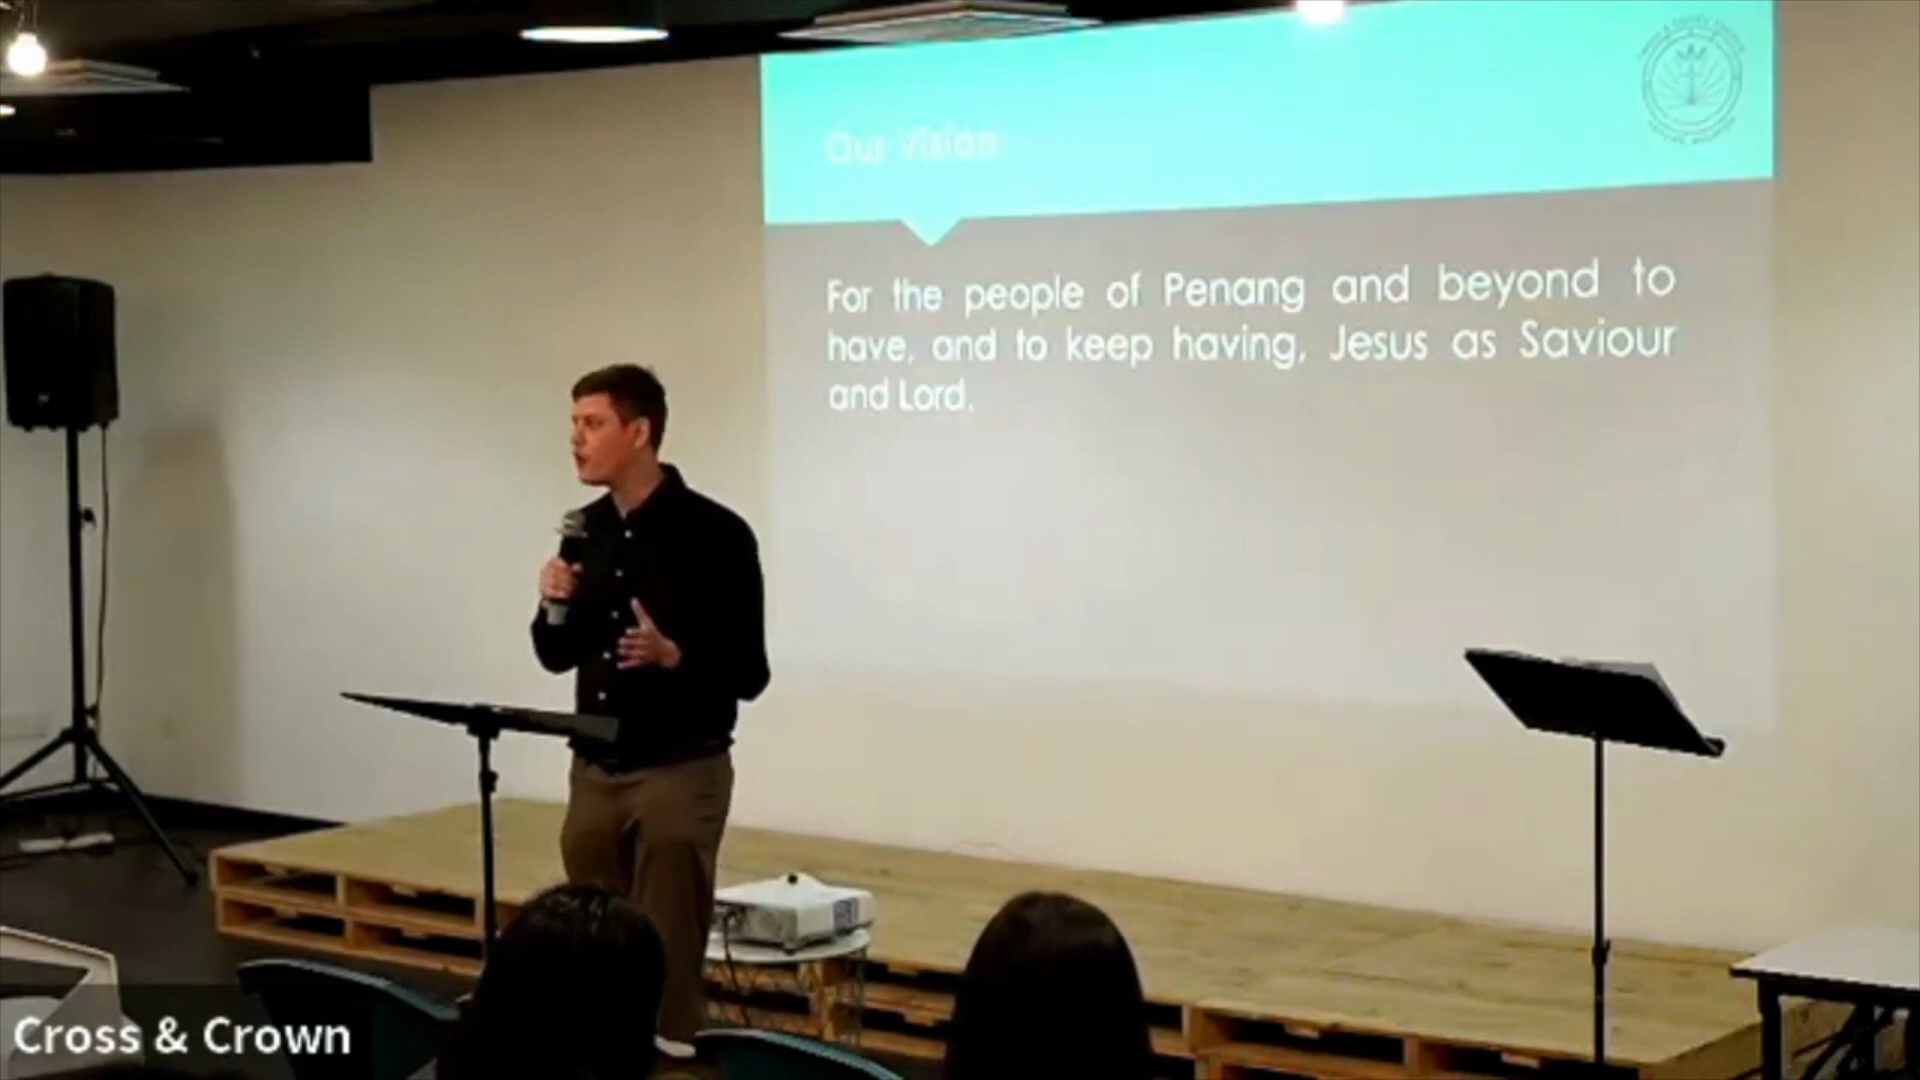 Our Vision
For the people of Penang and beyond to
have, and to keep having, Jesus as Saviour
and Lord.
Cross & Crown